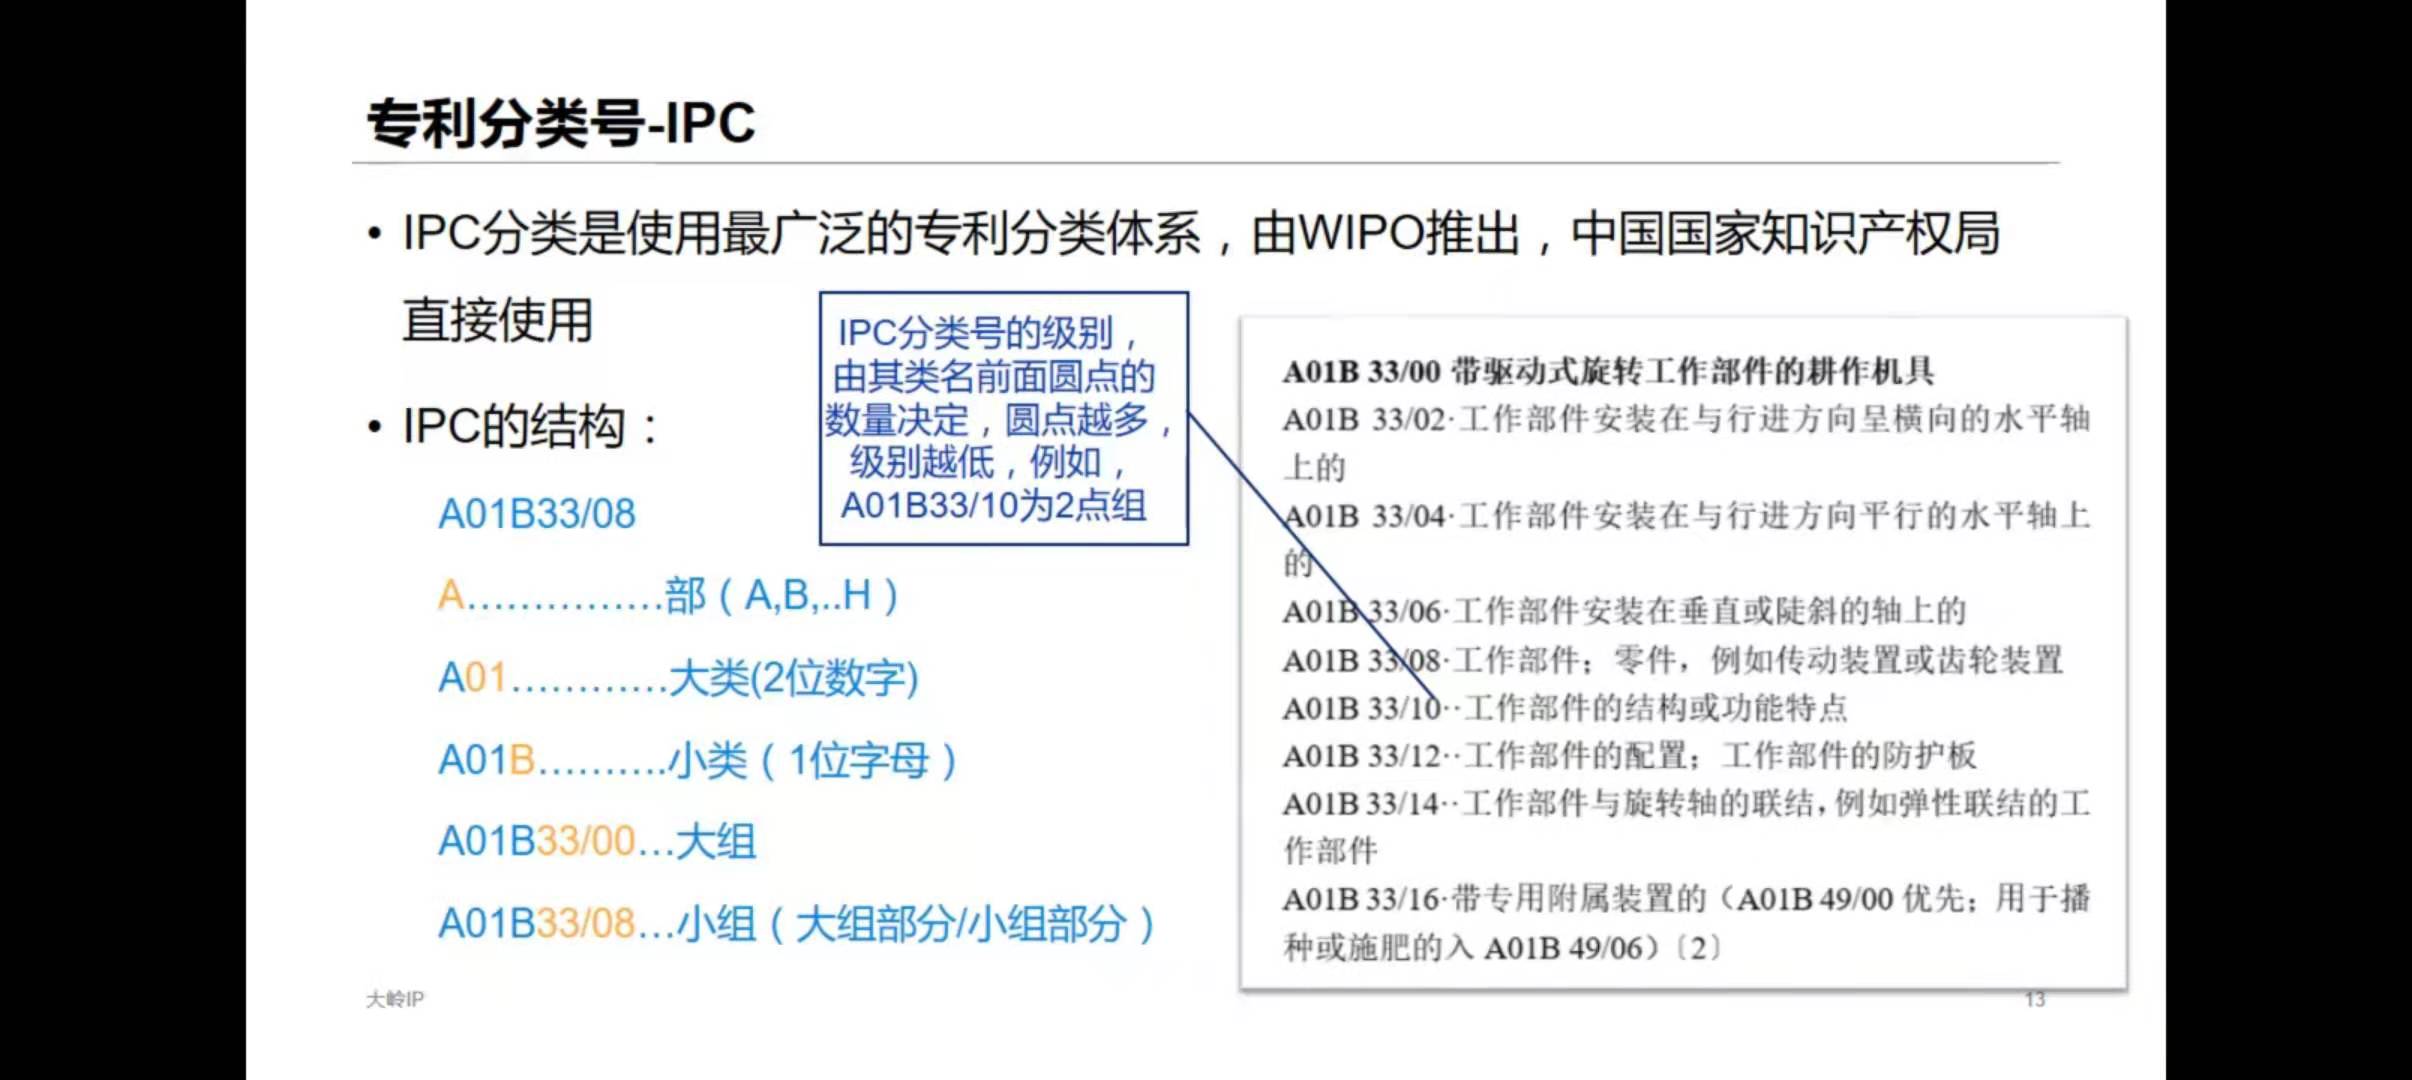 专利分类号-IPC
• IPC分类是使用最广泛的专利分类体系，由WIPO推出，中国国家知识产权局
直接使用
• IPC的结构：
A01B33/08
A……………部（A,B,..H）
A01…………大类(2位数字)
A01B……….小类（1位字母）
A01B33/00…大组
A01B33/08…小组（大组部分/小组部分）
IPC分类号的级别，
由其类名前面圆点的
数量决定，圆点越多，
级别越低，例如，
A01B33/10为2点组
A01B 33/00 带驱动式旋转工作部件的耕作机具
A01B 33/02·工作部件安装在与行进方向呈横向的水平轴
上的
A01B 33/04·工作部件安装在与行进方向平行的水平轴上
的
A01B 33/06·工作部件安装在垂直或陡斜的轴上的
A01B 33/08·工作部件；零件，例如传动装置或齿轮装置
A01B 33/10··工作部件的结构或功能特点
A01B 33/12··工作部件的配置；工作部件的防护板
A01B 33/14··工作部件与旋转轴的联结，例如弹性联结的工
作部件
A01B 33/16·带专用附属装置的（A01B 49/00 优先；用于播
种或施肥的入 A01B 49/06）〔2〕
大岭IP
13